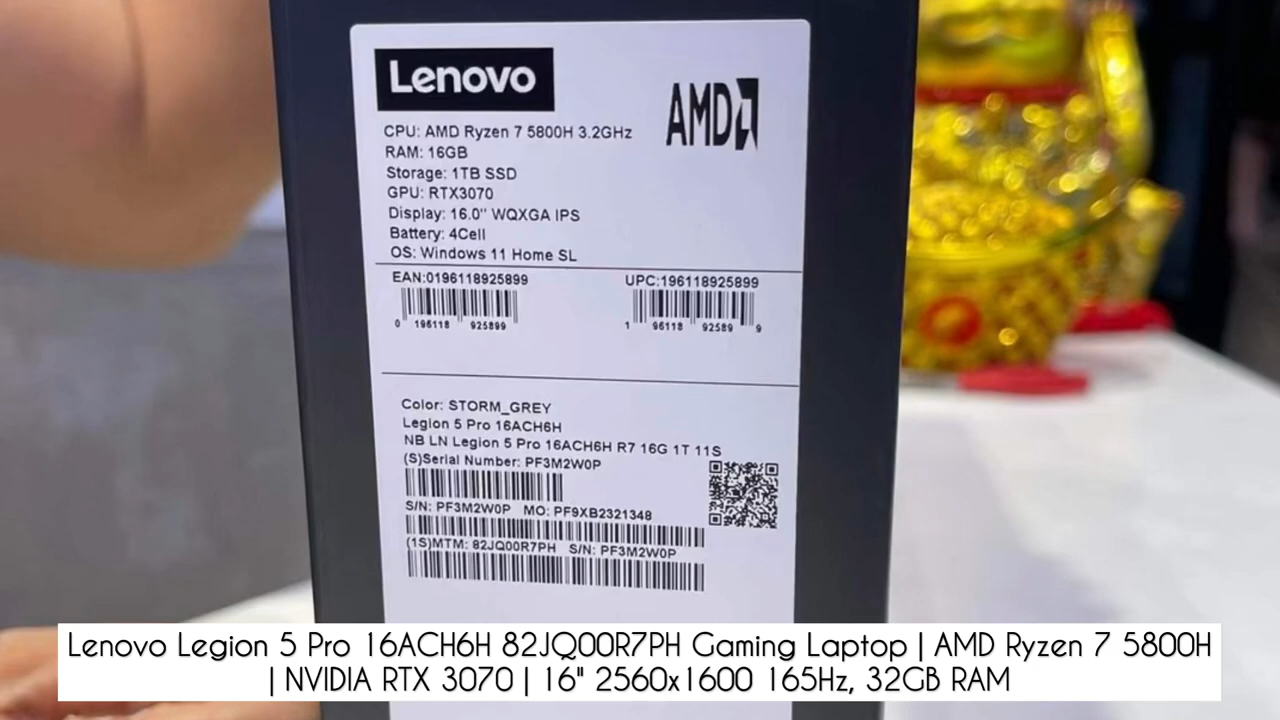 Lenovo
AMD
CPU: AMD Ryzen 7 5800H 3.2GHz
RAM: 16GB
Storage: 1TB SSD
GPU: RTX3070
Display: 16.0" WQXGA IPS
Battery: 4Cell
OS: Windows 11 Home SL
EAN:0196118925899 UPC:196118925899
0 196118 925899 1 96118 92589 9
Color: STORM_GREY
Legion 5 Pro 16ACH6H
NB LN Legion 5 Pro 16ACH6H R7 16G 1T 11S
(S)Serial Number: PF3M2W0P
S/N: PF3M2W0P MO: PF9XB2321348
(1S)MTM: 82JQ00R7PH S/N: PF3M2W0P
Lenovo Legion 5 Pro 16ACH6H 82JQ00R7PH Gaming Laptop | AMD Ryzen 7 5800H
| NVIDIA RTX 3070 | 16" 2560x1600 165Hz, 32GB RAM